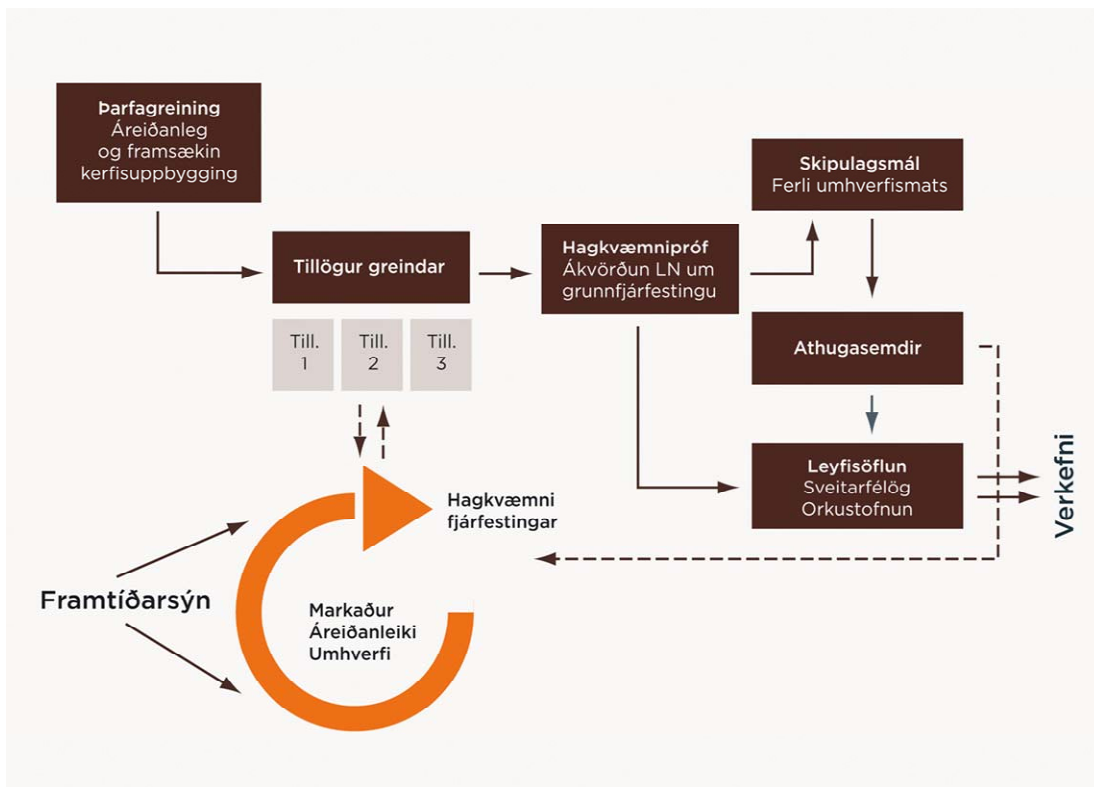 Þarfagreining
Áreiðanleg
og framsækin
kerfisuppbygging
Tillögur greindar
Till.
1
Till.
2
Till.
3
Hagkvæmnipróf
Ákvörðun LN um
grunnfjárfestingu
Skipulagsmál
Ferli umhverfismats
Athugasemdir
Leyfisöflun
Sveitarfélög
Orkustofnun
Verkefni
Hagkvæmni
fjárfestingar
Framtíðarsýn
Markaður
Áreiðanleiki
Umhverfi